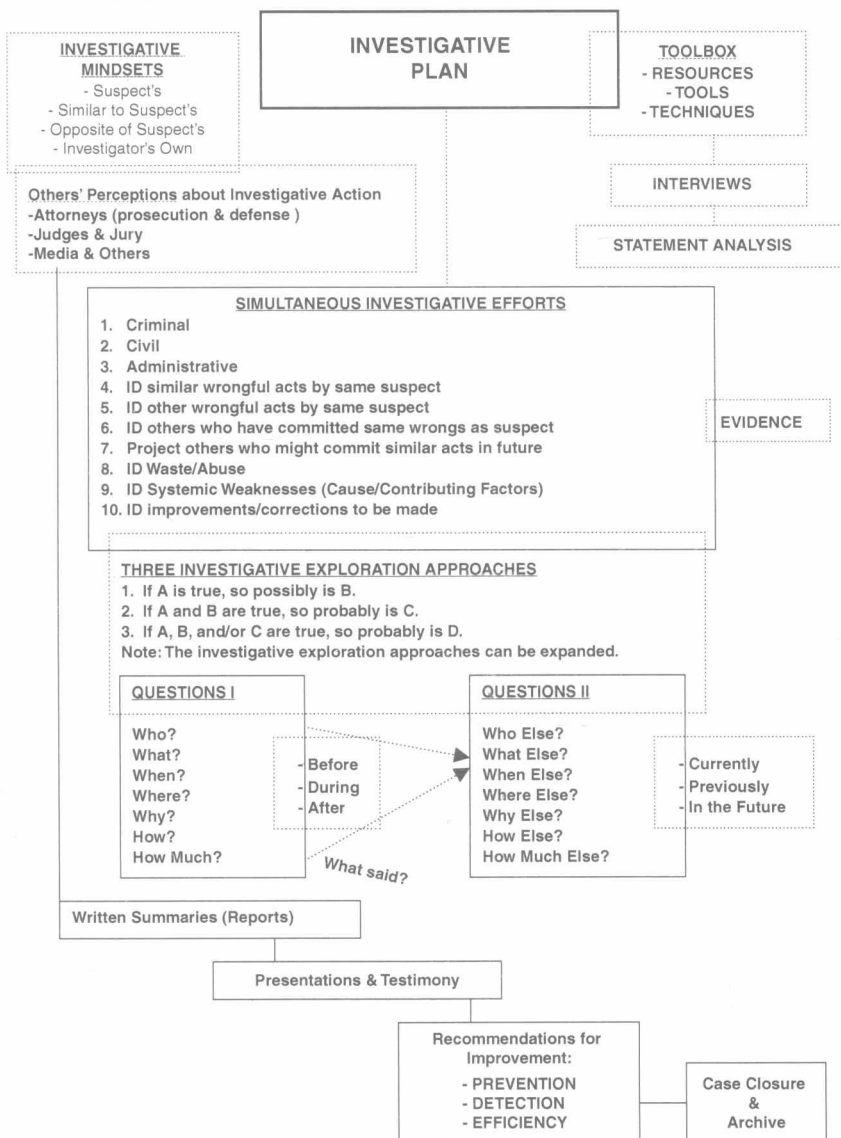 INVESTIGATIVE
PLAN
INVESTIGATIVE
MINDSETS
- Suspect's
- Similar to Suspect's
- Opposite of Suspect's
- Investigator's Own
TOOLBOX
- RESOURCES
- TOOLS
- TECHNIQUES
Others' Perceptions about Investigative Action
-Attorneys (prosecution & defense )
-Judges & Jury
-Media & Others
INTERVIEWS
STATEMENT ANALYSIS
SIMULTANEOUS INVESTIGATIVE EFFORTS
1. Criminal
2. Civil
3. Administrative
4. ID similar wrongful acts by same suspect
5. ID other wrongful acts by same suspect
6. ID others who have committed same wrongs as suspect
7. Project others who might commit similar acts in future
8. ID Waste/Abuse
9. ID Systemic Weaknesses (Cause/Contributing Factors)
10. ID improvements/corrections to be made
EVIDENCE
THREE INVESTIGATIVE EXPLORATION APPROACHES
1. If A is true, so possibly is B.
2. If A and B are true, so probably is C.
3. If A, B, and/or C are true, so probably is D.
Note: The investigative exploration approaches can be expanded.
QUESTIONS I
Who?
What?
When?
Where?
Why?
How?
How Much?
- Before
- During
- After
What said?
QUESTIONS II
Who Else?
What Else?
When Else?
Where Else?
Why Else?
How Else?
How Much Else?
- Currently
- Previously
- In the Future
Written Summaries (Reports)
Presentations & Testimony
Recommendations for
Improvement:
- PREVENTION
- DETECTION
- EFFICIENCY
Case Closure
&
Archive